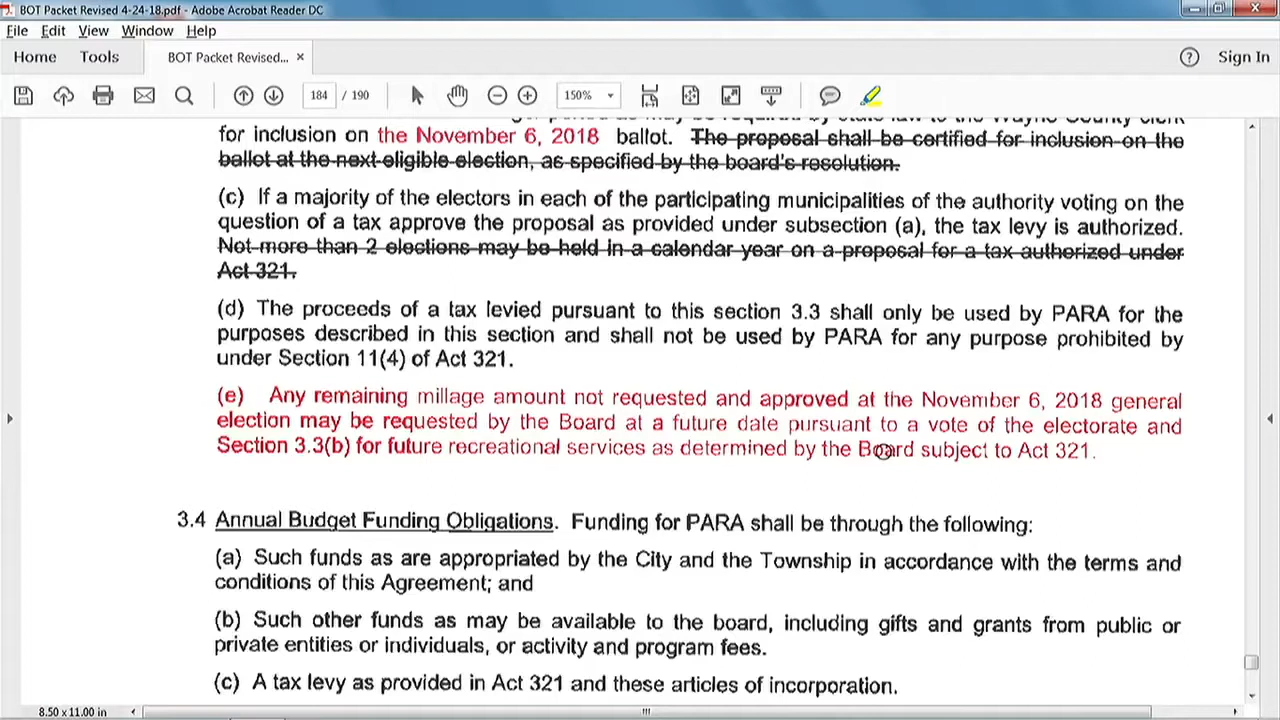 BOT Packet Revised 4-24-18.pdf - Adobe Acrobat Reader DC
File Edit View Window Help
Home Tools BOT Packet Revised... × Sign In
184 / 190 150%
for inclusion on the November 6, 2018 ballot. The proposal shall be certified for inclusion on the
ballot at the next eligible election, as specified by the board's resolution.
(c) If a majority of the electors in each of the participating municipalities of the authority voting on the
question of a tax approve the proposal as provided under subsection (a), the tax levy is authorized.
Not more than 2 elections may be held in a calendar year on a proposal for a tax authorized under
Act 321.
(d) The proceeds of a tax levied pursuant to this section 3.3 shall only be used by PARA for the
purposes described in this section and shall not be used by PARA for any purpose prohibited by
under Section 11(4) of Act 321.
(e) Any remaining millage amount not requested and approved at the November 6, 2018 general
election may be requested by the Board at a future date pursuant to a vote of the electorate and
Section 3.3(b) for future recreational services as determined by the Board subject to Act 321.
3.4 Annual Budget Funding Obligations. Funding for PARA shall be through the following:
(a) Such funds as are appropriated by the City and the Township in accordance with the terms and
conditions of this Agreement; and
(b) Such other funds as may be available to the board, including gifts and grants from public or
private entities or individuals, or activity and program fees.
(c) A tax levy as provided in Act 321 and these articles of incorporation.
8.50 x 11.00 in